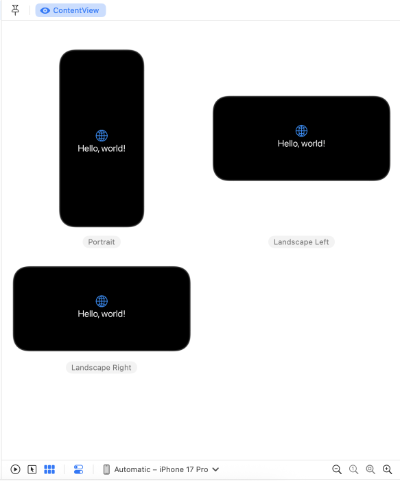 ContentView
Hello, world!
Hello, world!
Portrait
Landscape Left
Hello, world!
Landscape Right
Automatic – iPhone 17 Pro